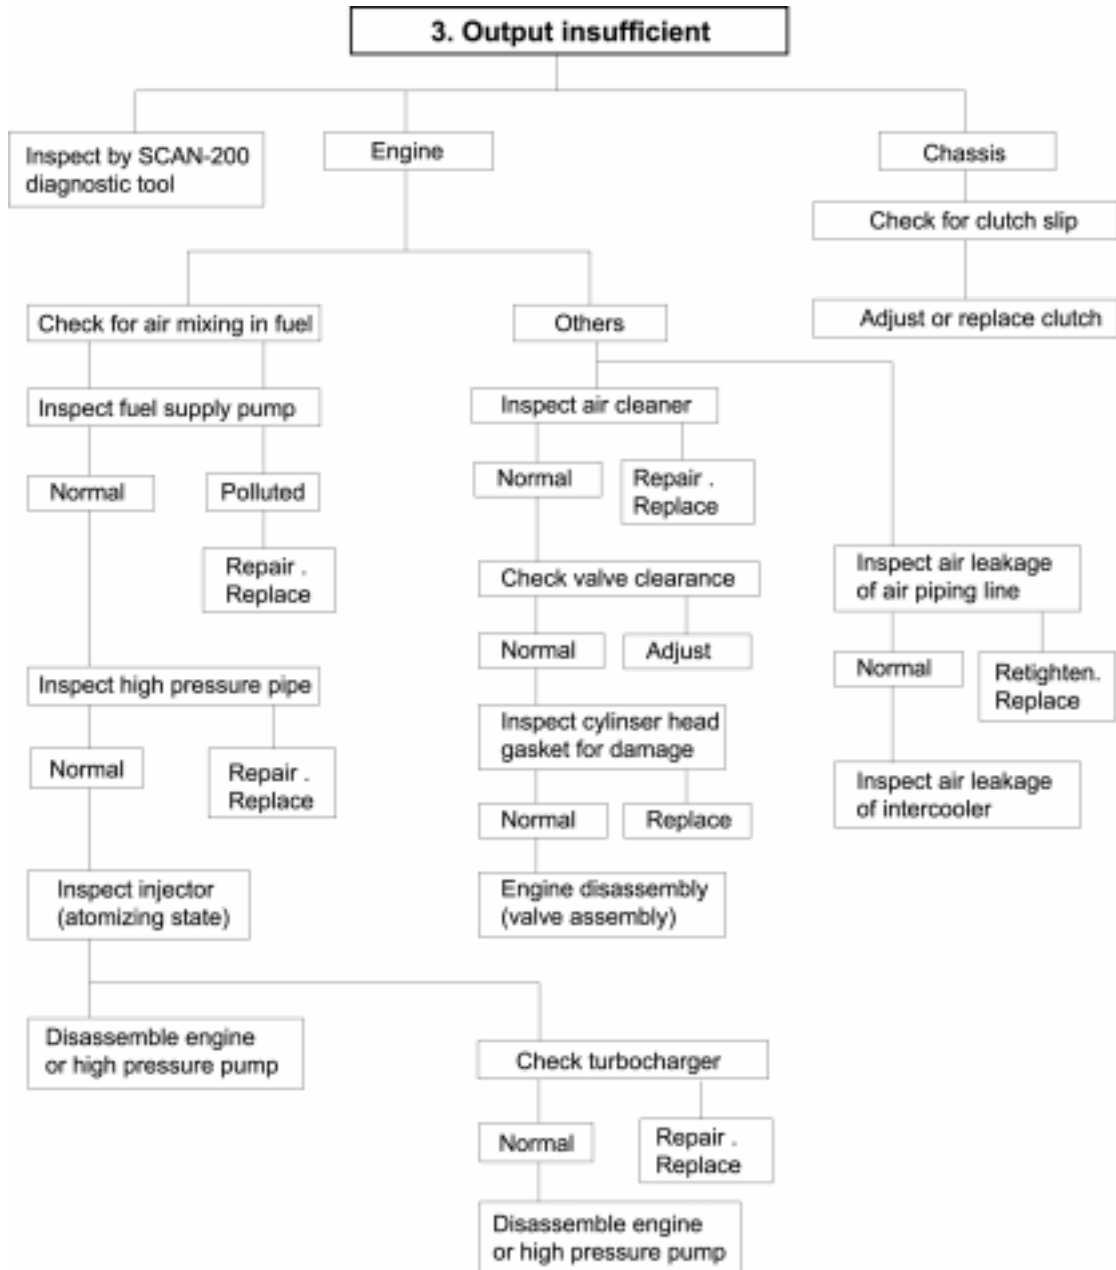 3. Output insufficient
Inspect by SCAN-200
diagnostic tool
Engine
Chassis
Check for clutch slip
Adjust or replace clutch
Check for air mixing in fuel
Others
Inspect fuel supply pump
Inspect air cleaner
Normal
Polluted
Normal
Repair .
Replace
Repair .
Replace
Check valve clearance
Inspect air leakage
of air piping line
Normal
Adjust
Normal
Retighten.
Replace
Inspect high pressure pipe
Inspect cylinser head
gasket for damage
Normal
Repair .
Replace
Inspect air leakage
of intercooler
Normal
Replace
Inspect injector
(atomizing state)
Engine disassembly
(valve assembly)
Disassemble engine
or high pressure pump
Check turbocharger
Normal
Repair .
Replace
Disassemble engine
or high pressure pump